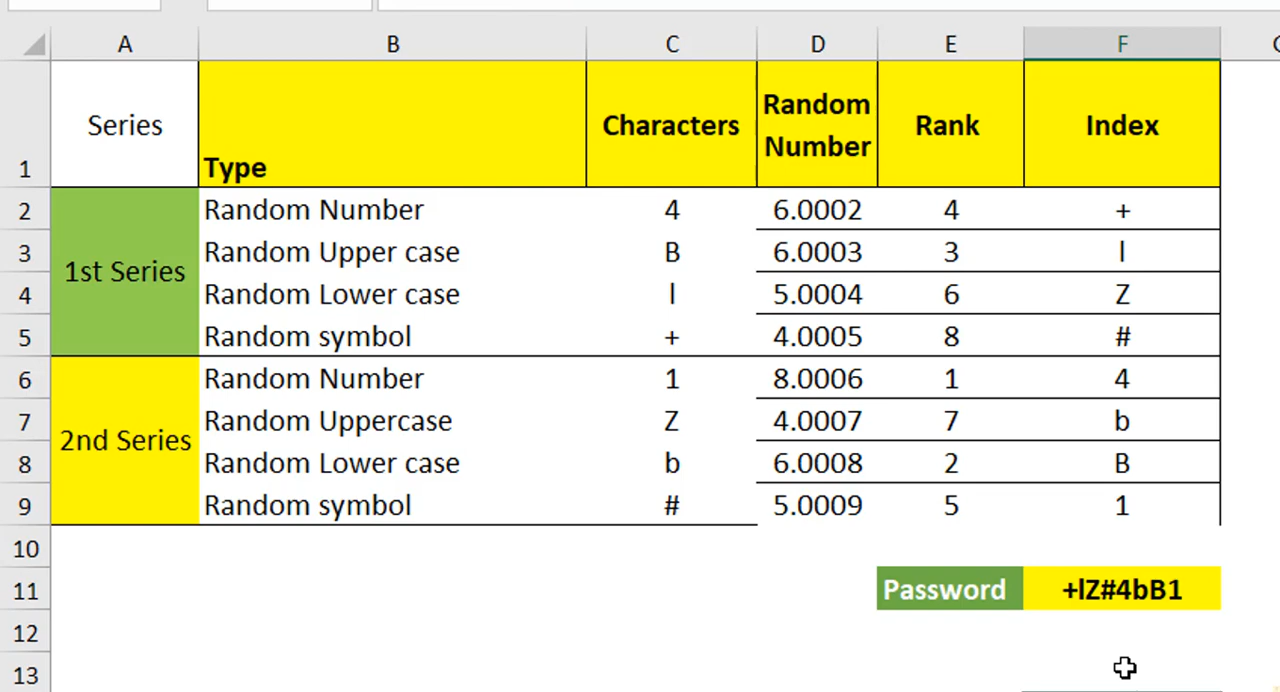 A B C D E F
1 Series Type Characters Random Number Rank Index
2 Random Number 4 6.0002 4 +
3 Random Upper case B 6.0003 3 l
1st Series
4 Random Lower case l 5.0004 6 Z
5 Random symbol + 4.0005 8 #
6 Random Number 1 8.0006 1 4
7 Random Uppercase Z 4.0007 7 b
2nd Series
8 Random Lower case b 6.0008 2 B
9 Random symbol # 5.0009 5 1
10
11 Password +lZ#4bB1
12
13